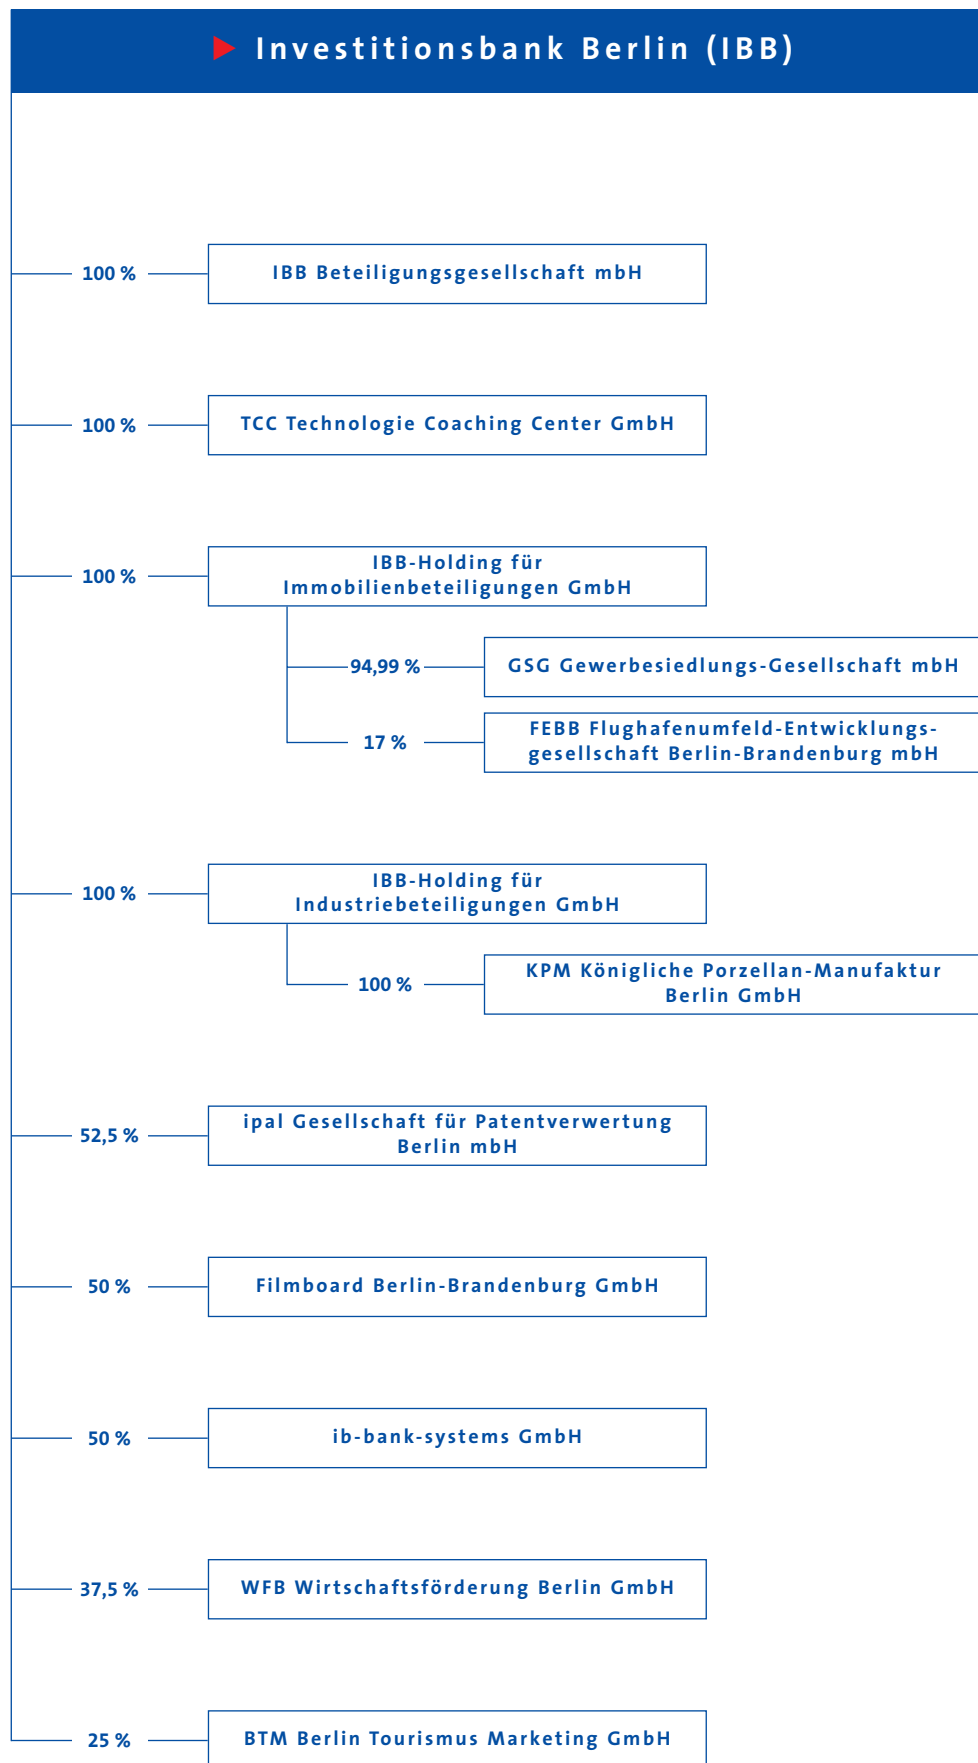 Investitionsbank Berlin (IBB)
100 %
IBB Beteiligungsgesellschaft mbH
100 %
TCC Technologie Coaching Center GmbH
100 %
IBB-Holding für
Immobilienbeteiligungen GmbH
94,99 %
GSG Gewerbesiedlungs-Gesellschaft mbH
17 %
FEBB Flughafenumfeld-Entwicklungs-
gesellschaft Berlin-Brandenburg mbH
100 %
IBB-Holding für
Industriebeteiligungen GmbH
100 %
KPM Königliche Porzellan-Manufaktur
Berlin GmbH
52,5 %
ipal Gesellschaft für Patentverwertung
Berlin mbH
50 %
Filmboard Berlin-Brandenburg GmbH
50 %
ib-bank-systems GmbH
37,5 %
WFB Wirtschaftsförderung Berlin GmbH
25 %
BTM Berlin Tourismus Marketing GmbH